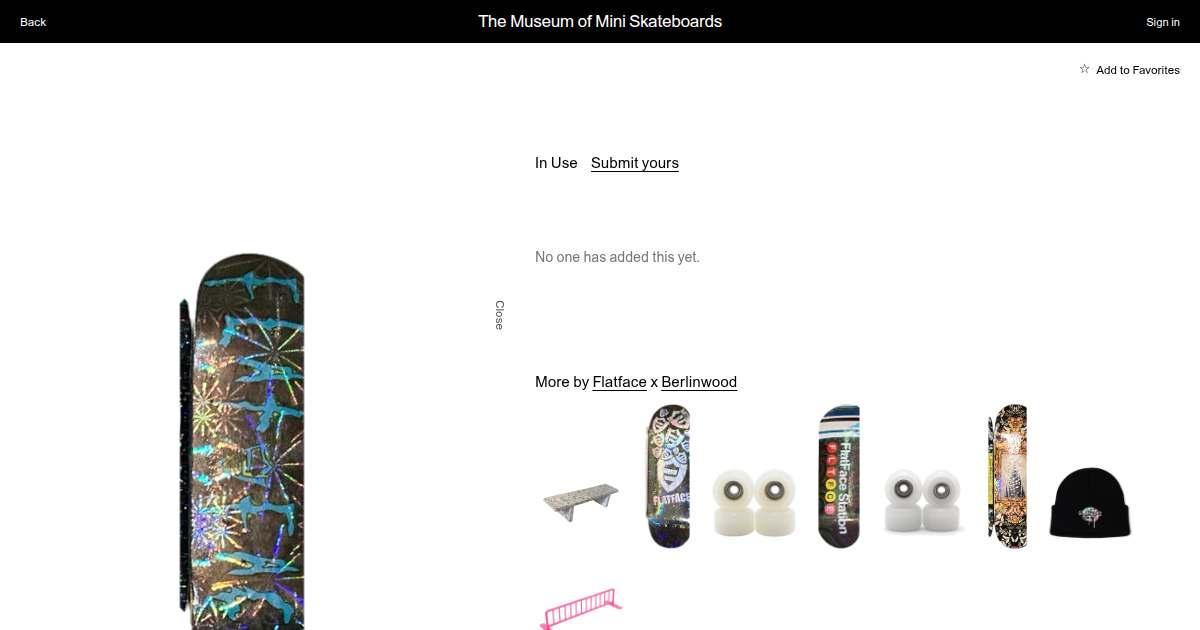 Back
The Museum of Mini Skateboards
Sign in
☆ Add to Favorites
In Use Submit yours
No one has added this yet.
Close
More by Flatface x Berlinwood
FLATFACE
FlatFace Station